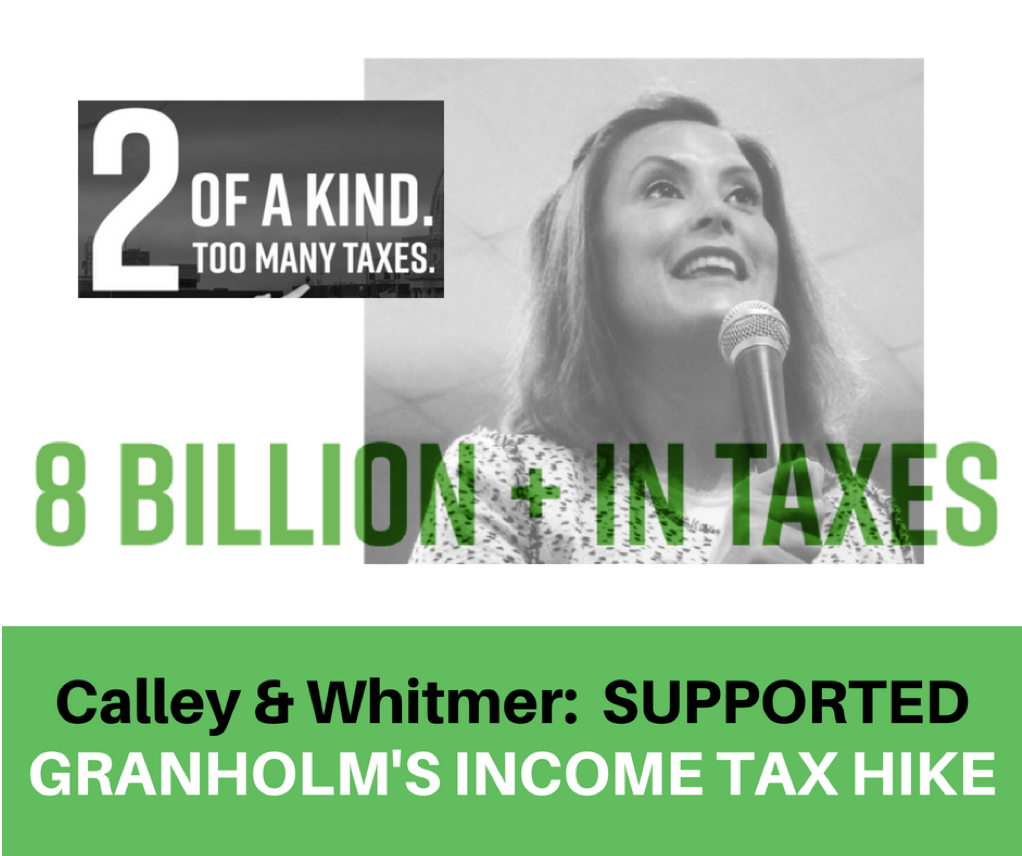 2 OF A KIND.
TOO MANY TAXES.
8 BILLION + IN TAXES
Calley & Whitmer: SUPPORTED
GRANHOLM'S INCOME TAX HIKE